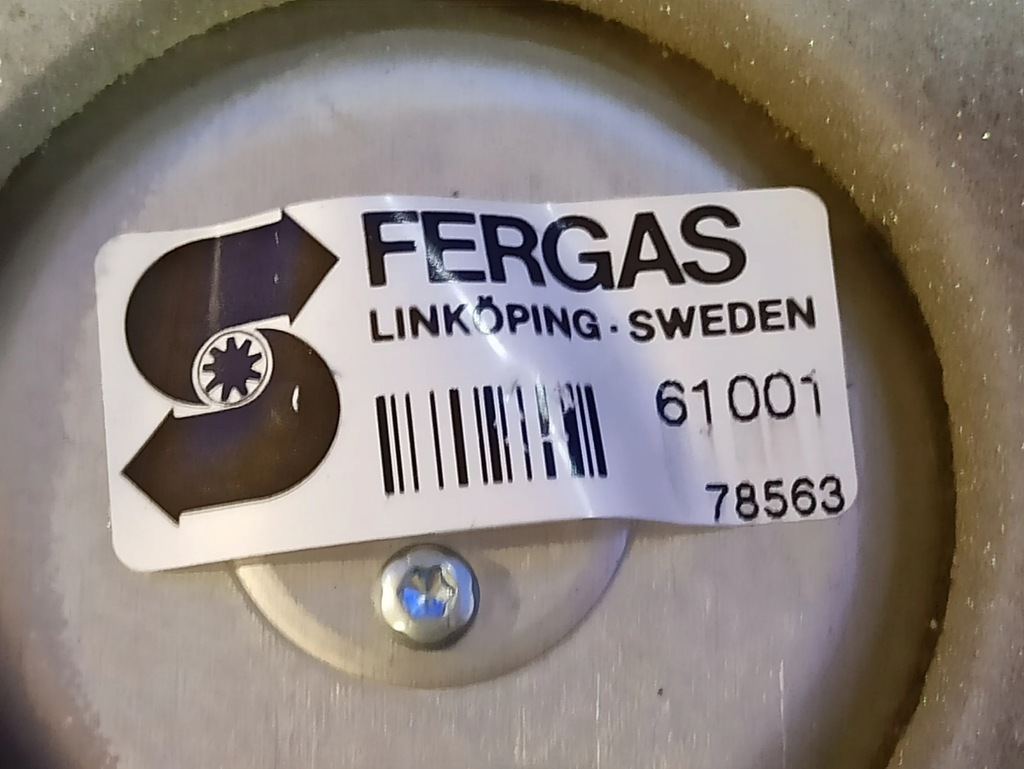 FERGAS
LINKÖPING · SWEDEN
61001
78563